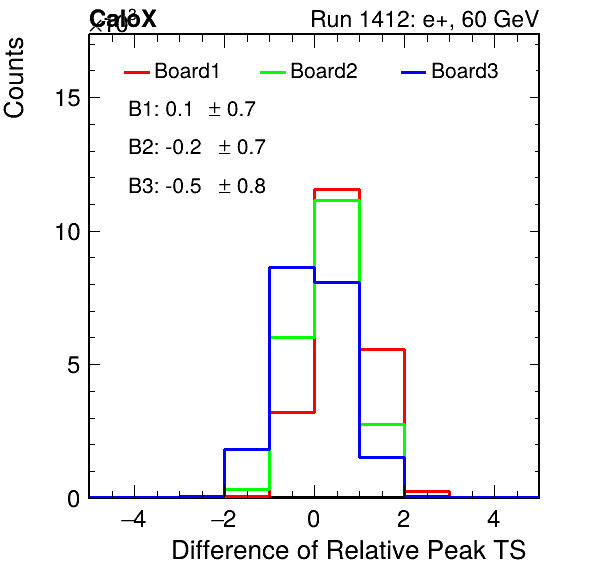 CaloX Run 1412: e+, 60 GeV
×10³
Counts
Board1 Board2 Board3
B1: 0.1 ± 0.7
B2: -0.2 ± 0.7
B3: -0.5 ± 0.8
15
10
5
0
−4 −2 0 2 4
Difference of Relative Peak TS